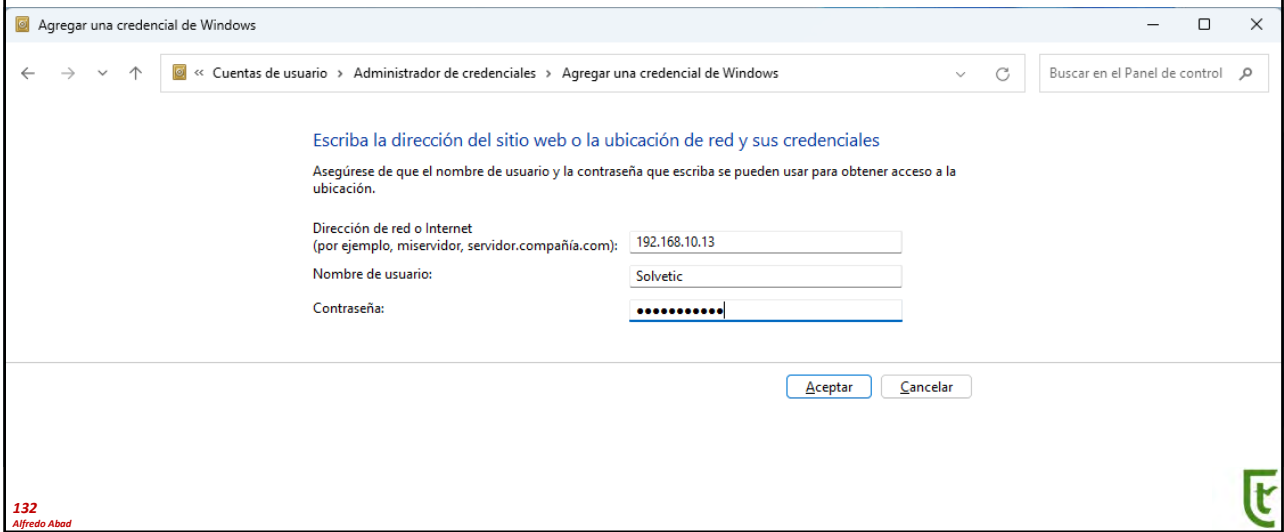 Agregar una credencial de Windows
« Cuentas de usuario > Administrador de credenciales > Agregar una credencial de Windows
Buscar en el Panel de control
Escriba la dirección del sitio web o la ubicación de red y sus credenciales
Asegúrese de que el nombre de usuario y la contraseña que escriba se pueden usar para obtener acceso a la
ubicación.
Dirección de red o Internet
(por ejemplo, miservidor, servidor.compañía.com):
192.168.10.13
Nombre de usuario:
Solvetic
Contraseña:
•••••••••••
Aceptar
Cancelar
132
Alfredo Abad